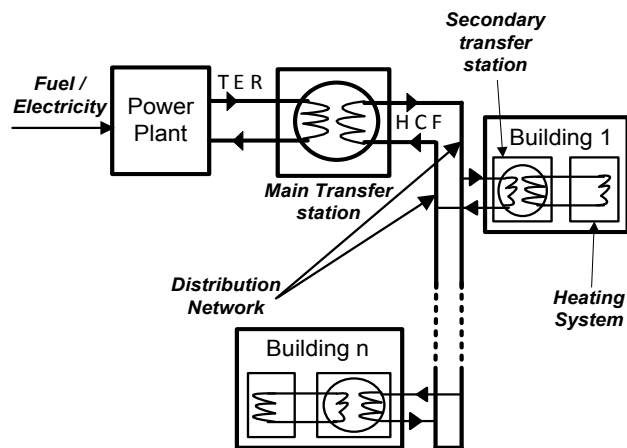 Secondary
transfer
station
Fuel /
Electricity
T E R
Power
Plant
H C F
Building 1
Main Transfer
station
Distribution
Network
Heating
System
Building n